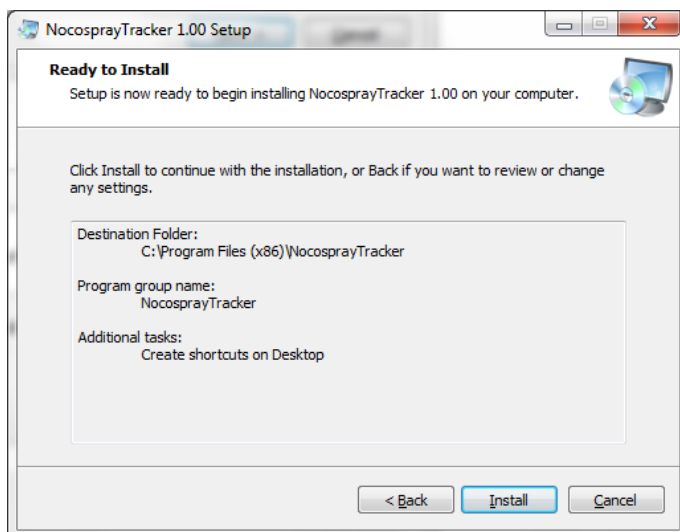 NocosprayTracker 1.00 Setup
Ready to Install
Setup is now ready to begin installing NocosprayTracker 1.00 on your computer.
Click Install to continue with the installation, or Back if you want to review or change
any settings.
Destination Folder:
C:\Program Files (x86)\NocosprayTracker
Program group name:
NocosprayTracker
Additional tasks:
Create shortcuts on Desktop
< Back
Install
Cancel